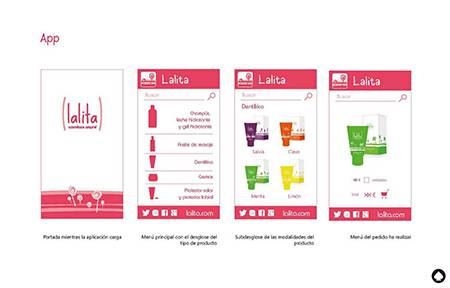 App
(lalita)
cosmética natural
Lalita
Buscar
Champús,
leche hidratante
y gel hidratante
Aceite de masaje
Dentífrico
Protector solar
y protector labial
lalita.com
Lalita
Buscar
Dentífrico
Salvia
Coco
Menta
Limón
lalita.com
Lalita
Buscar
unidades
lalita.com
Portada mientras la aplicación carga
Menú principal con el desglose del
tipo de producto
Subdesglose de las modalidades del
producto
Menú del pedido ha realizar